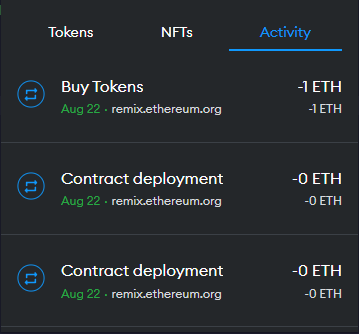 Tokens NFTs Activity
Buy Tokens -1 ETH
Aug 22 · remix.ethereum.org -1 ETH
Contract deployment -0 ETH
Aug 22 · remix.ethereum.org -0 ETH
Contract deployment -0 ETH
Aug 22 · remix.ethereum.org -0 ETH